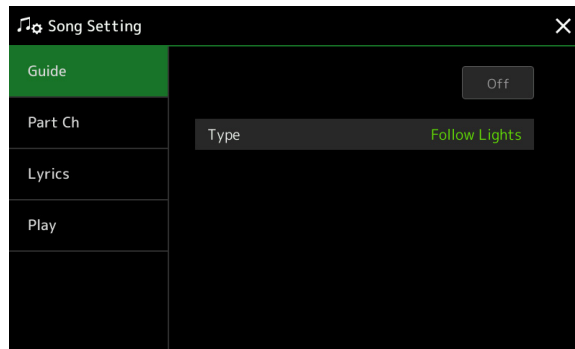 Song Setting
Guide
Off
Part Ch
Type Follow Lights
Lyrics
Play